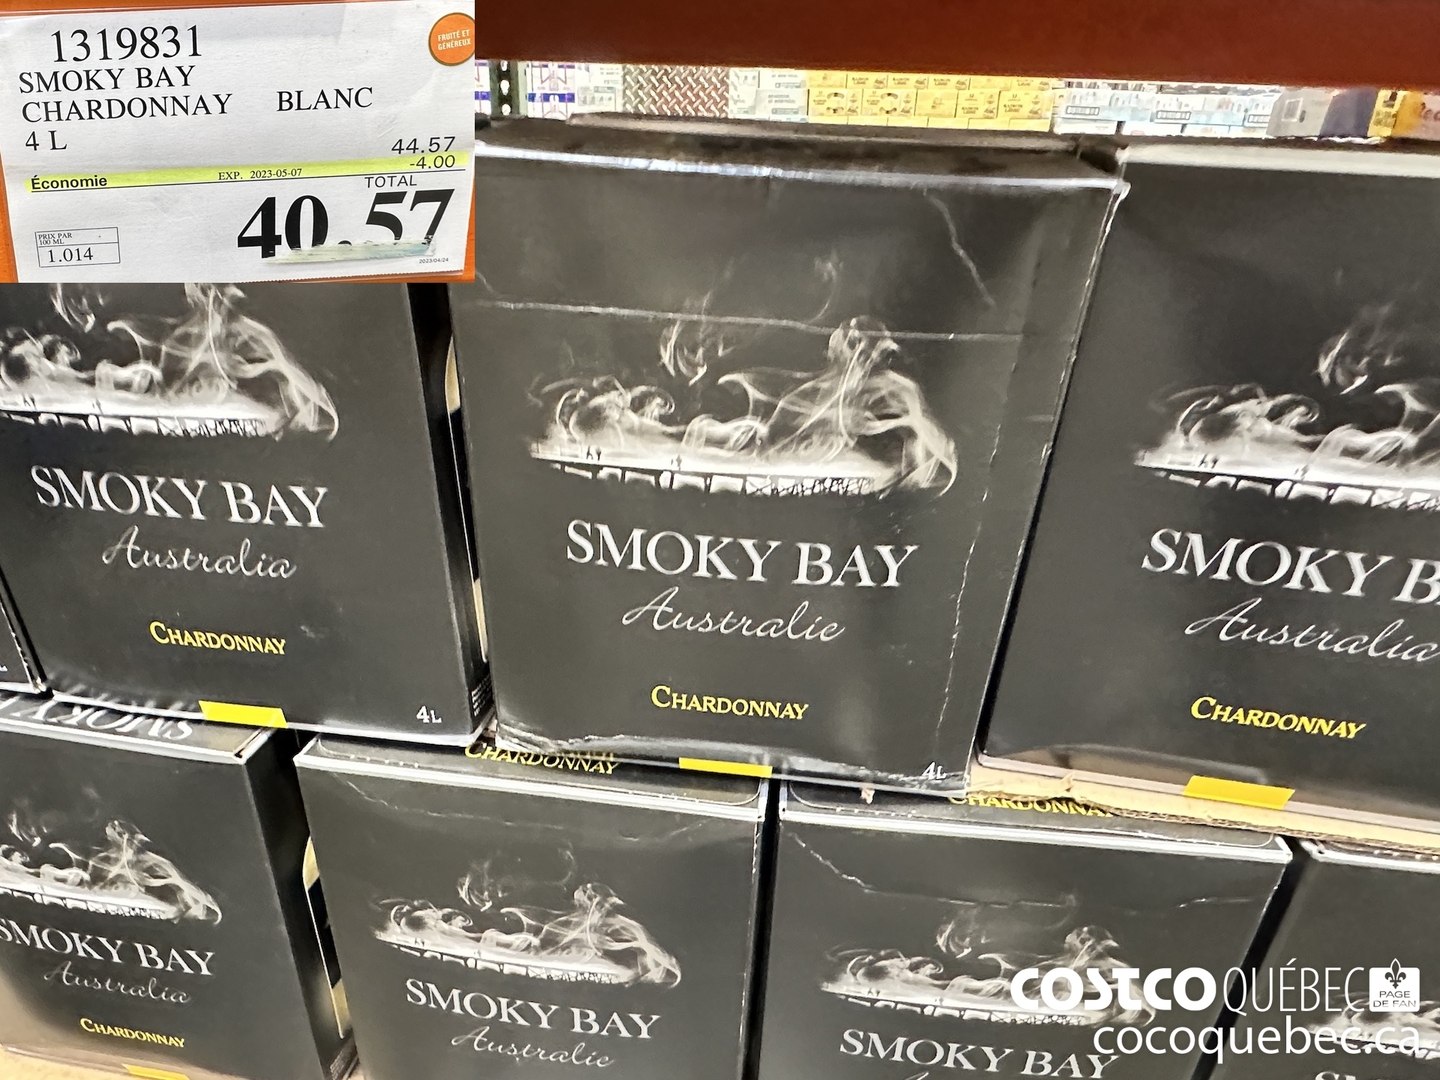 1319831
SMOKY BAY
CHARDONNAY BLANC
4 L
FRUITÉ ET
GÉNÉREUX
44.57
-4.00
Économie EXP. 2023-05-07
TOTAL
40.57
PRIX PAR
100 ML
1.014
2023/04/24
SMOKY BAY
Australia
CHARDONNAY
4L
SMOKY BAY
Australie
CHARDONNAY
4L
SMOKY B
Australia
CHARDONNAY
SMOKY
CHARDONNAY
CHARDONNAY
SMOKY BAY
Australia
CHARDONNAY
SMOKY BAY
Australie
SMOKY BAY
COSTCO QUÉBEC
PAGE
DE FAN
cocoquebec.ca